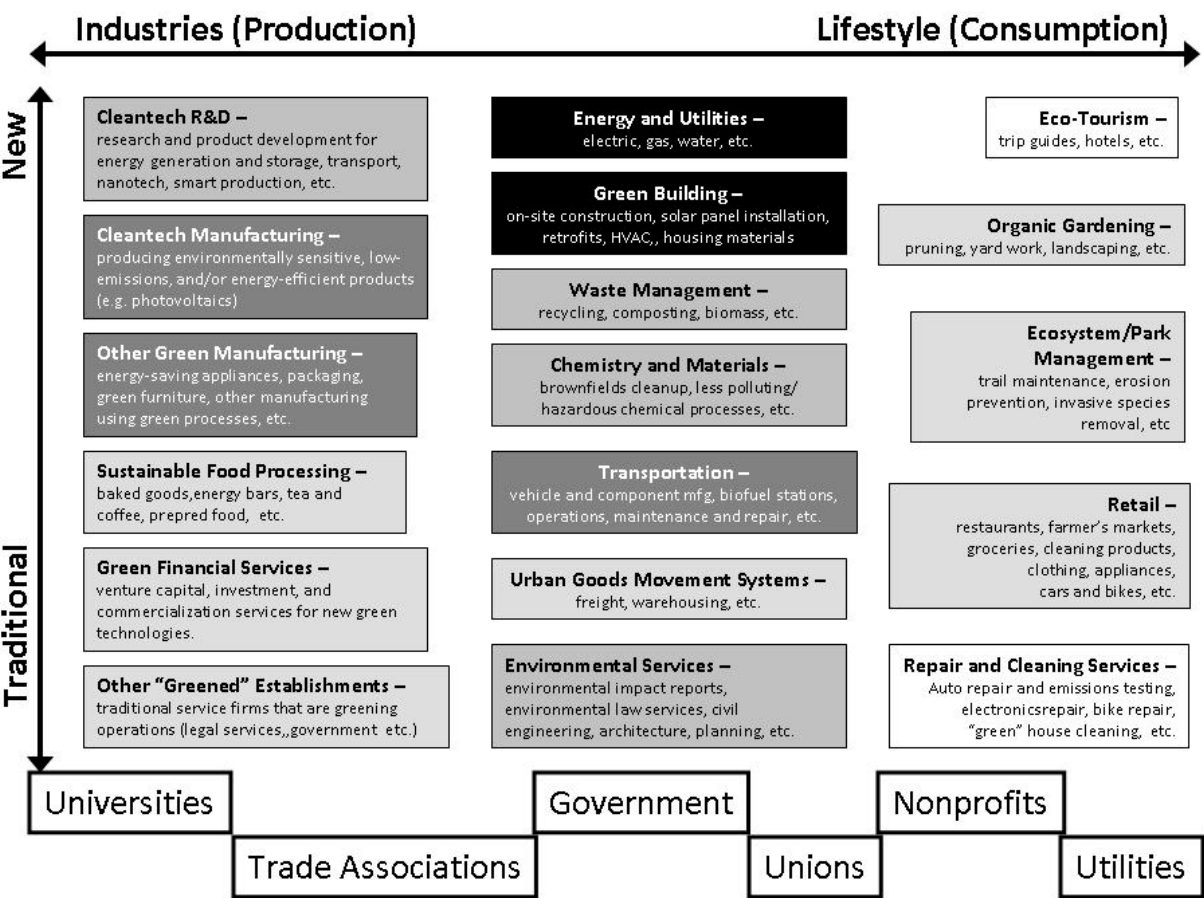 Industries (Production)
Lifestyle (Consumption)
New
Traditional
Cleantech R&D –
research and product development for
energy generation and storage, transport,
nanotech, smart production, etc.
Cleantech Manufacturing –
producing environmentally sensitive, low-
emissions, and/or energy-efficient products
(e.g. photovoltaics)
Other Green Manufacturing –
energy-saving appliances, packaging,
green furniture, other manufacturing
using green processes, etc.
Sustainable Food Processing –
baked goods,energy bars, tea and
coffee, prepred food, etc.
Green Financial Services –
venture capital, investment, and
commercialization services for new green
technologies.
Other “Greened” Establishments –
traditional service firms that are greening
operations (legal services,,government etc.)
Energy and Utilities –
electric, gas, water, etc.
Green Building –
on-site construction, solar panel installation,
retrofits, HVAC,, housing materials
Waste Management –
recycling, composting, biomass, etc.
Chemistry and Materials –
brownfields cleanup, less polluting/
hazardous chemical processes, etc.
Transportation –
vehicle and component mfg, biofuel stations,
operations, maintenance and repair, etc.
Urban Goods Movement Systems –
freight, warehousing, etc.
Environmental Services –
environmental impact reports,
environmental law services, civil
engineering, architecture, planning, etc.
Eco-Tourism –
trip guides, hotels, etc.
Organic Gardening –
pruning, yard work, landscaping, etc.
Ecosystem/Park
Management –
trail maintenance, erosion
prevention, invasive species
removal, etc
Retail –
restaurants, farmer’s markets,
groceries, cleaning products,
clothing, appliances,
cars and bikes, etc.
Repair and Cleaning Services –
Auto repair and emissions testing,
electronicsrepair, bike repair,
“green” house cleaning, etc.
Universities
Trade Associations
Government
Unions
Nonprofits
Utilities